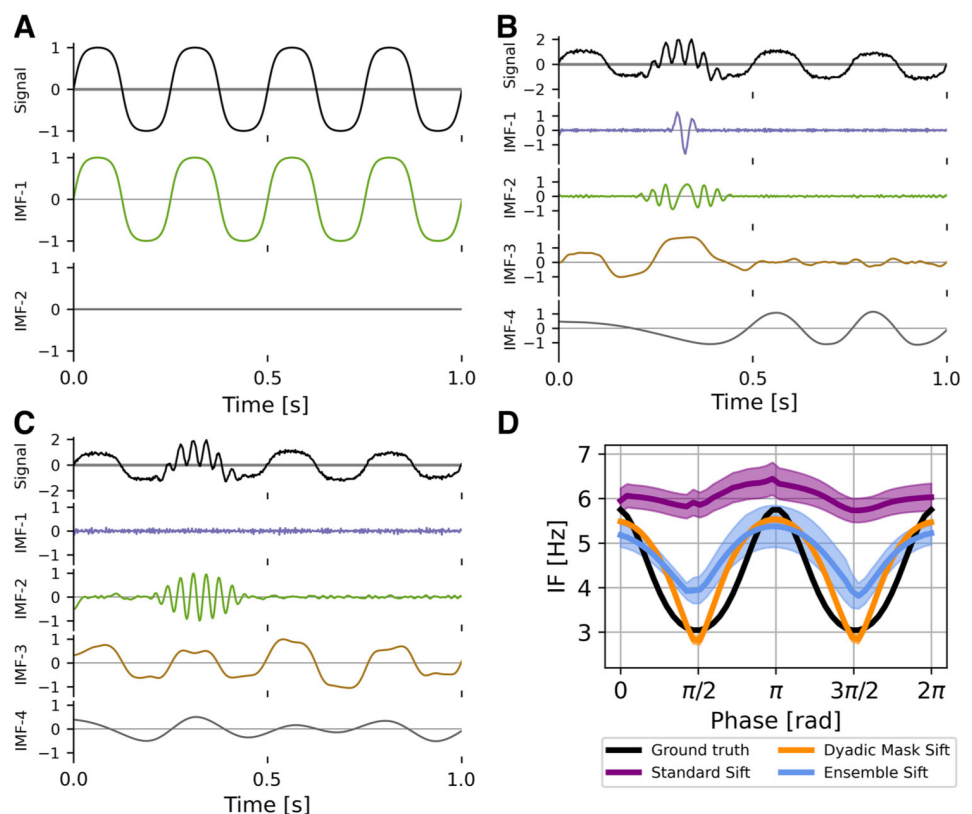 A
Signal
1
0
−1
IMF-1
1
0
−1
IMF-2
1
0
−1
0.0
0.5
1.0
Time [s]
B
Signal
2
0
−2
IMF-1
1
0
−1
IMF-2
1
0
−1
IMF-3
1
0
−1
IMF-4
1
0
−1
0.0
0.5
1.0
Time [s]
C
Signal
2
0
−2
IMF-1
1
0
−1
IMF-2
1
0
−1
IMF-3
1
0
−1
IMF-4
1
0
−1
0.0
0.5
1.0
Time [s]
D
IF [Hz]
7
6
5
4
3
0
π/2
π
3π/2
2π
Phase [rad]
Ground truth
Standard Sift
Dyadic Mask Sift
Ensemble Sift